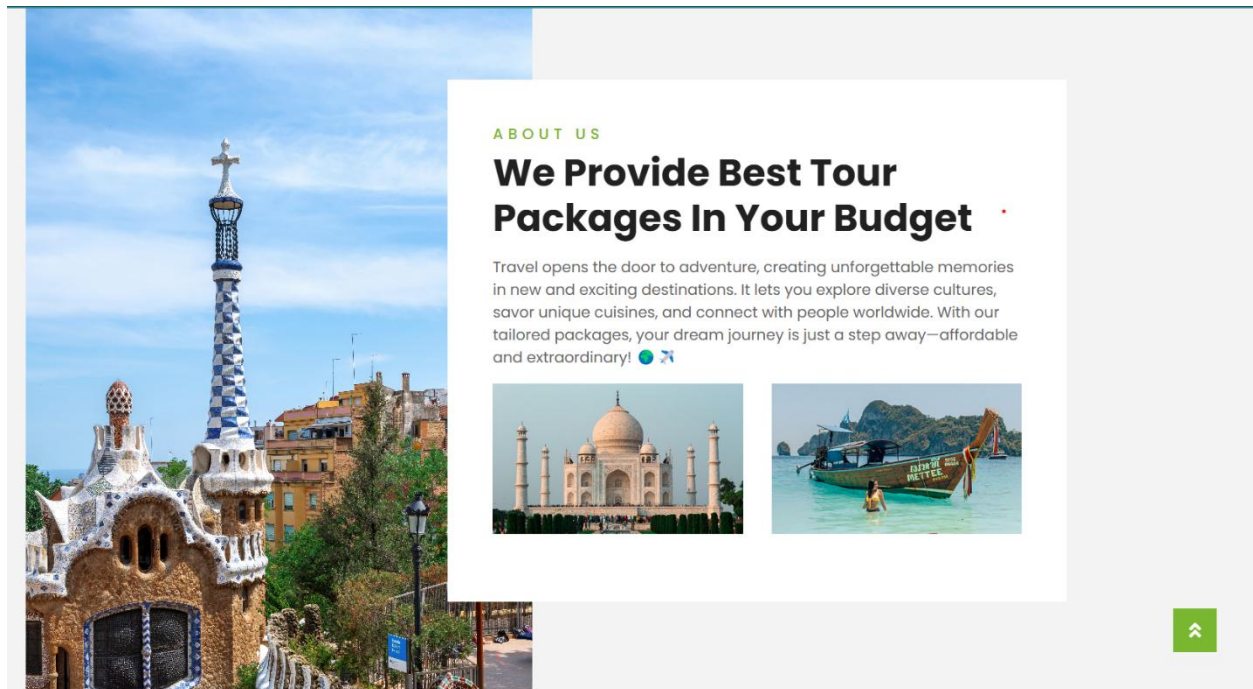 ABOUT US
We Provide Best Tour
Packages In Your Budget
Travel opens the door to adventure, creating unforgettable memories
in new and exciting destinations. It lets you explore diverse cultures,
savor unique cuisines, and connect with people worldwide. With our
tailored packages, your dream journey is just a step away—affordable
and extraordinary! 🌍 ✈️
METTEE